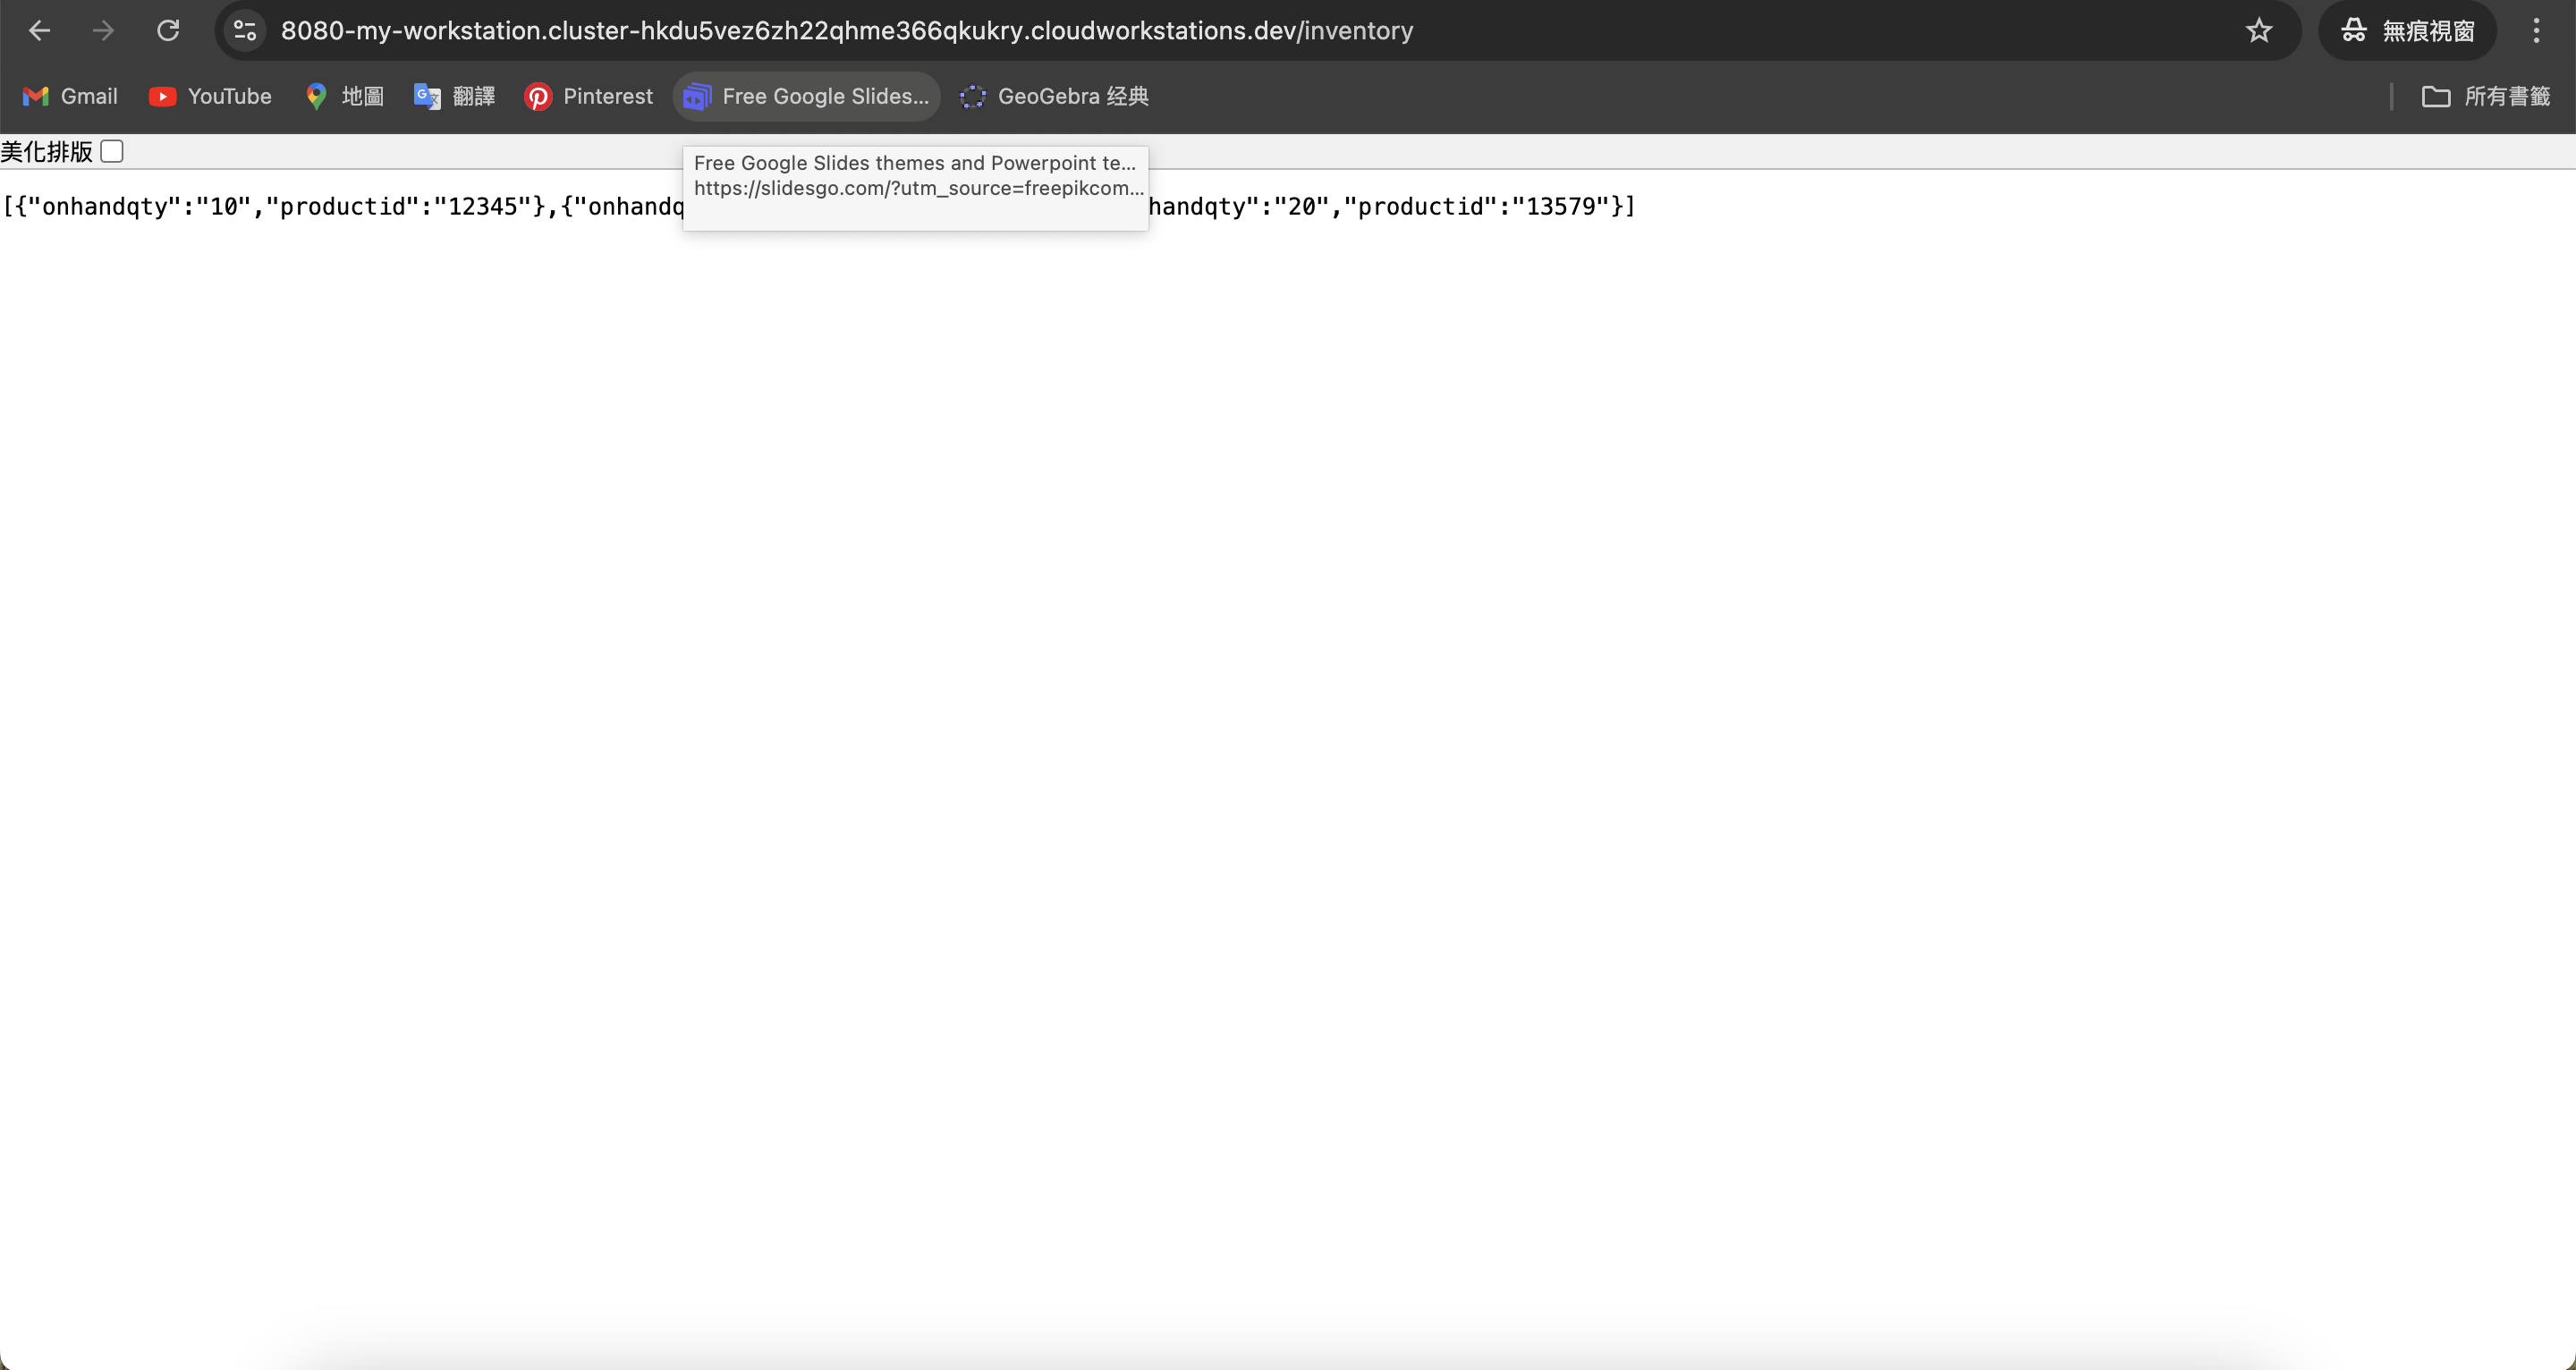 8080-my-workstation.cluster-hkdu5vez6zh22qhme366qkukry.cloudworkstations.dev/inventory
無痕視窗
Gmail
YouTube
地圖
翻譯
Pinterest
Free Google Slides...
GeoGebra 经典
所有書籤
美化排版
Free Google Slides themes and Powerpoint te...
https://slidesgo.com/?utm_source=freepikcom...
[{"onhandqty":"10","productid":"12345"},{"onhandq handqty":"20","productid":"13579"}]